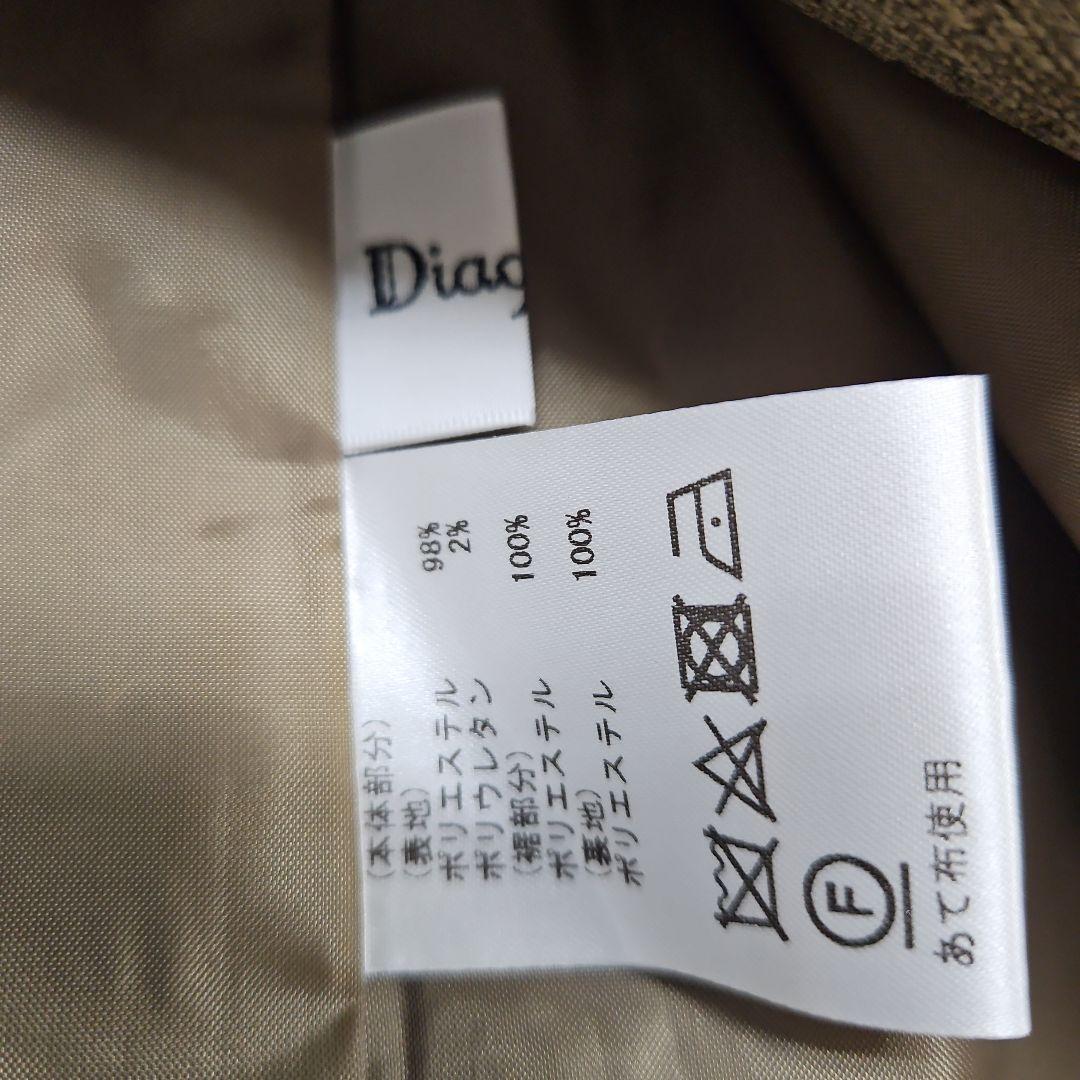 Diag
(本体部分)
(表地)
ポリエステル 98%
ポリウレタン 2%
(裾部分)
ポリエステル 100%
(裏地)
ポリエステル 100%
F
あて布使用